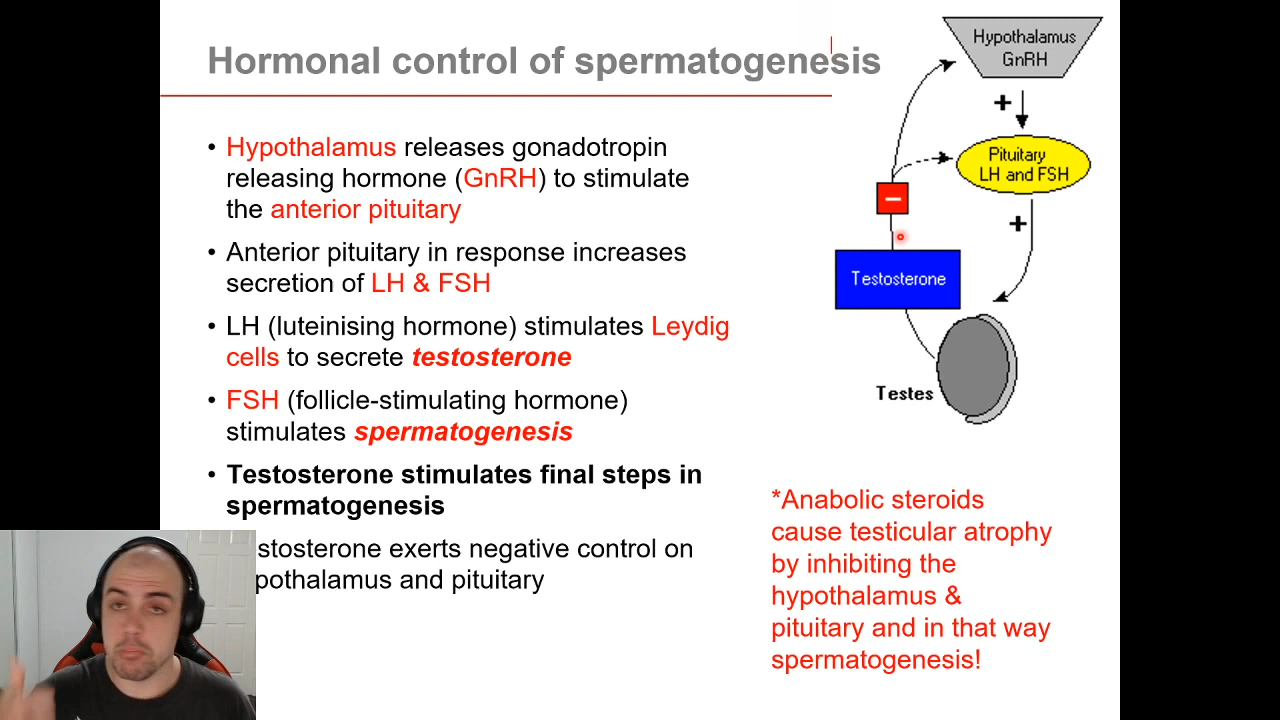 Hormonal control of spermatogenesis
• Hypothalamus releases gonadotropin
releasing hormone (GnRH) to stimulate
the anterior pituitary
• Anterior pituitary in response increases
secretion of LH & FSH
• LH (luteinising hormone) stimulates Leydig
cells to secrete testosterone
• FSH (follicle-stimulating hormone)
stimulates spermatogenesis
• Testosterone stimulates final steps in
spermatogenesis
stosterone exerts negative control on
pothalamus and pituitary
Hypothalamus
GnRH
+
Pituitary
LH and FSH
−
+
Testosterone
Testes
*Anabolic steroids
cause testicular atrophy
by inhibiting the
hypothalamus &
pituitary and in that way
spermatogenesis!